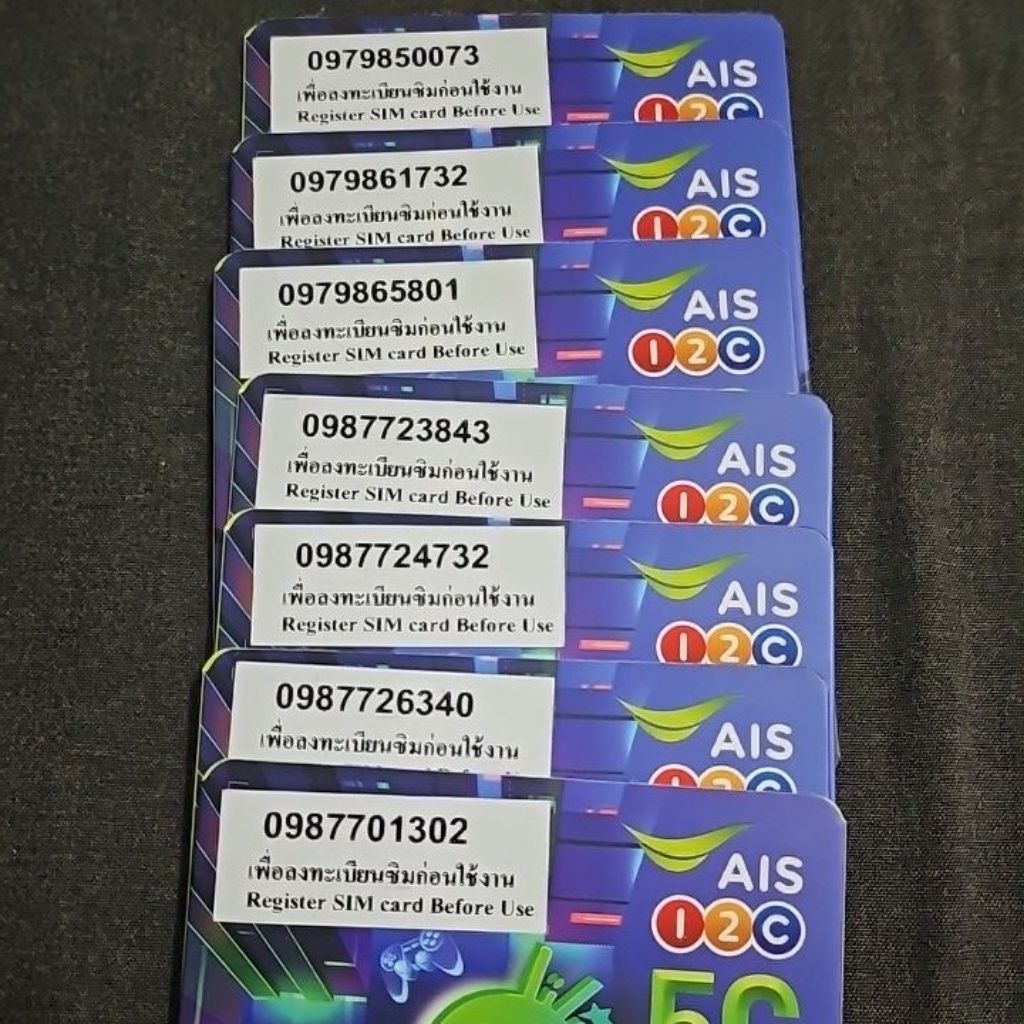 0979850073
เพื่อลงทะเบียนซิมก่อนใช้งาน
Register SIM card Before Use
AIS
12C
0979861732
เพื่อลงทะเบียนซิมก่อนใช้งาน
Register SIM card Before Use
AIS
12C
0979865801
เพื่อลงทะเบียนซิมก่อนใช้งาน
Register SIM card Before Use
AIS
12C
0987723843
เพื่อลงทะเบียนซิมก่อนใช้งาน
Register SIM card Before Use
AIS
12C
0987724732
เพื่อลงทะเบียนซิมก่อนใช้งาน
Register SIM card Before Use
AIS
12C
0987726340
เพื่อลงทะเบียนซิมก่อนใช้งาน
AIS
12C
0987701302
เพื่อลงทะเบียนซิมก่อนใช้งาน
Register SIM card Before Use
AIS
12C
5G